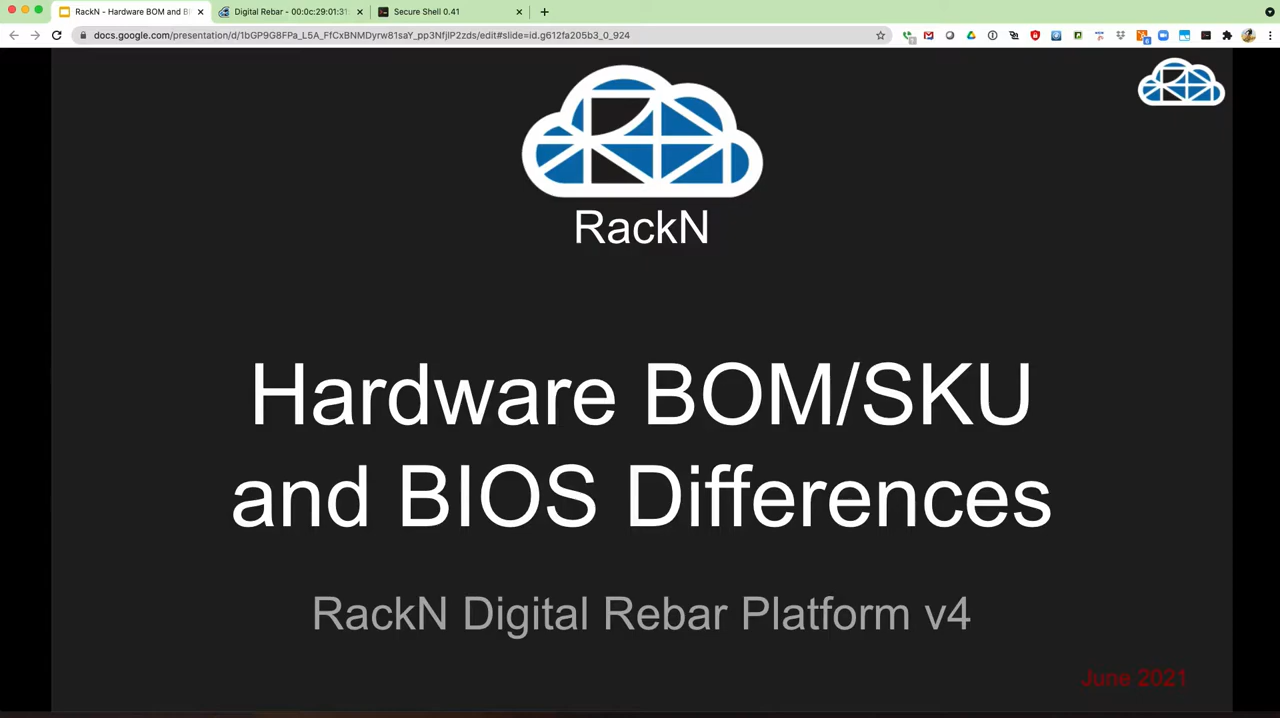 RackN - Hardware BOM and BI
Digital Rebar - 00:0c:29:01:31
Secure Shell 0.41
docs.google.com/presentation/d/1bGP9G8FPa_L5A_FfCxBNMDyrw81saY_pp3NfjlP2zds/edit#slide=id.g612fa205b3_0_924
RackN
Hardware BOM/SKU
and BIOS Differences
RackN Digital Rebar Platform v4
June 2021